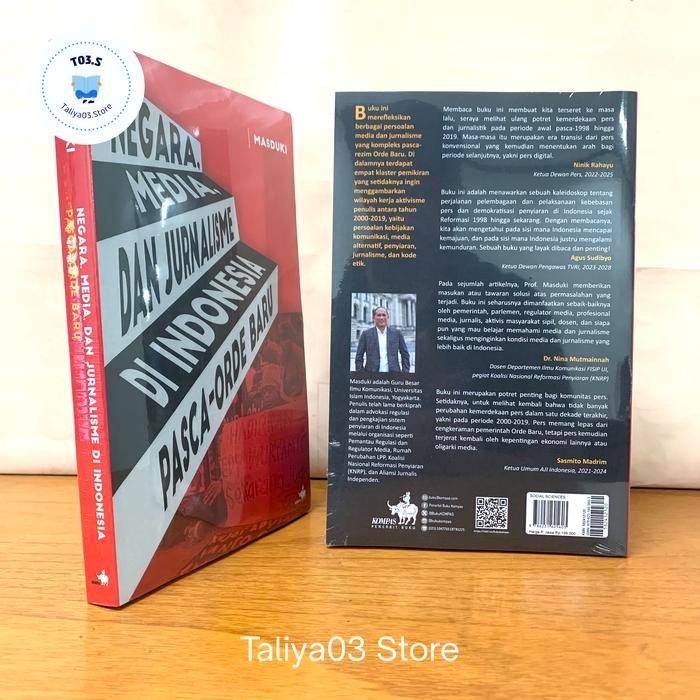 T03.S
Taliya03.Store
MASDUKI
NEGARA,
MEDIA,
DAN JURNALISME
DI INDONESIA
PASCA-ORDE BARU
NEGARA, MEDIA, DAN JURNALISME DI INDONESIA
PASCA-ORDE BARU
Buku ini
merefleksikan
berbagai persoalan
media dan jurnalisme
yang kompleks pasca-
rezim Orde Baru. Di
dalamnya terdapat
empat klaster pemikiran
yang setidaknya ingin
menggambarkan
wilayah kerja aktivisme
penulis antara tahun
2000-2019, yaitu
persoalan kebijakan
komunikasi, media
alternatif, penyiaran,
jurnalisme, dan kode
etik.
Masduki adalah Guru Besar
Ilmu Komunikasi, Universitas
Islam Indonesia, Yogyakarta.
Penulis telah lama berkiprah
dalam advokasi regulasi
dan pengkajian sistem
penyiaran di Indonesia
melalui organisasi seperti
Pemantau Regulasi dan
Regulator Media, Rumah
Perubahan LPP, Koalisi
Nasional Reformasi Penyiaran
(KNRP), dan Aliansi Jurnalis
Independen.
Membaca buku ini membuat kita terseret ke masa
lalu, seraya melihat ulang potret kemerdekaan pers
dan jurnalistik pada periode awal pasca-1998 hingga
2019. Masa-masa itu merupakan era transisi dari pers
konvensional yang kemudian menentukan arah bagi
periode selanjutnya, yakni pers digital.
Ninik Rahayu
Ketua Dewan Pers, 2022-2025
Buku ini adalah menawarkan sebuah kaleidoskop tentang
perjalanan pelembagaan dan pelaksanaan kebebasan
pers dan demokratisasi penyiaran di Indonesia sejak
Reformasi 1998 hingga sekarang. Dengan membacanya,
kita akan mengetahui pada sisi mana Indonesia mencapai
kemajuan, dan pada sisi mana Indonesia justru mengalami
kemunduran. Sebuah buku yang layak dibaca dan penting!
Agus Sudibyo
Ketua Dewan Pengawas TVRI, 2023-2028
Pada sejumlah artikelnya, Prof. Masduki memberikan
masukan atau tawaran solusi atas permasalahan yang
terjadi. Buku ini seharusnya dimanfaatkan sebaik-baiknya
oleh pemerintah, parlemen, regulator media, profesional
media, jurnalis, aktivis masyarakat sipil, dosen, dan siapa
pun yang mau belajar memahami media dan jurnalisme
sekaligus menginginkan kondisi media dan jurnalisme yang
lebih baik di Indonesia.
Dr. Nina Mutmainnah
Dosen Departemen Ilmu Komunikasi FISIP UI,
pegiat Koalisi Nasional Reformasi Penyiaran (KNRP)
Buku ini merupakan potret penting bagi komunitas pers.
Setidaknya, untuk melihat kembali bahwa tidak banyak
perubahan kemerdekaan pers dalam satu dekade terakhir,
yakni pada periode 2000-2019. Pers memang lepas dari
cengkeraman pemerintah Orde Baru, tetapi pers kemudian
terjerat kembali oleh kepentingan ekonomi lainnya atau
oligarki media.
Sasmito Madrim
Ketua Umum AJI Indonesia, 2021-2024
KOMPAS
PENERBIT BUKU
SOCIAL SCIENCES
Taliya03 Store